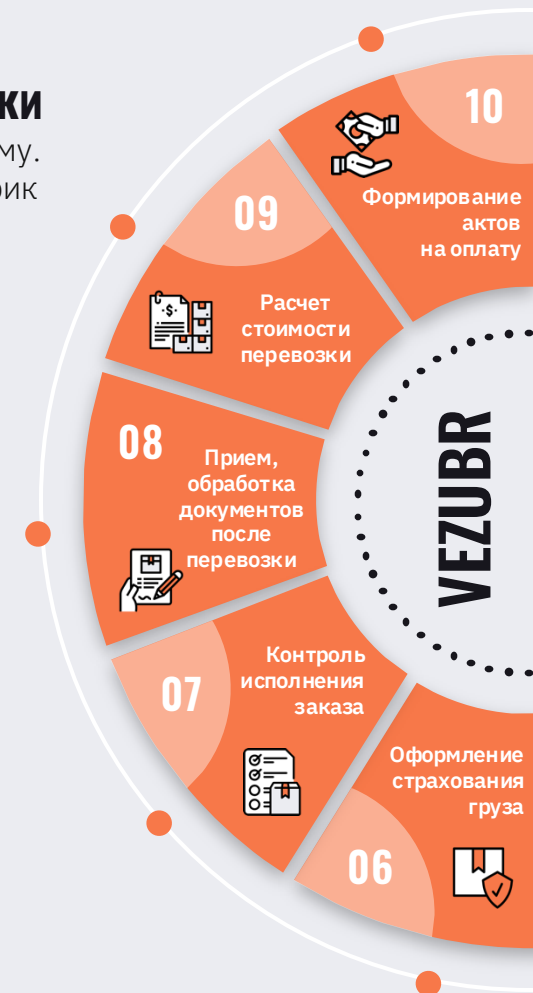 ки
му.
рик
10
Формирование
актов
на оплату
09
Расчет
стоимости
перевозки
08
Прием,
обработка
документов
после
перевозки
07
Контроль
исполнения
заказа
06
Оформление
страхования
груза
VEZUBR